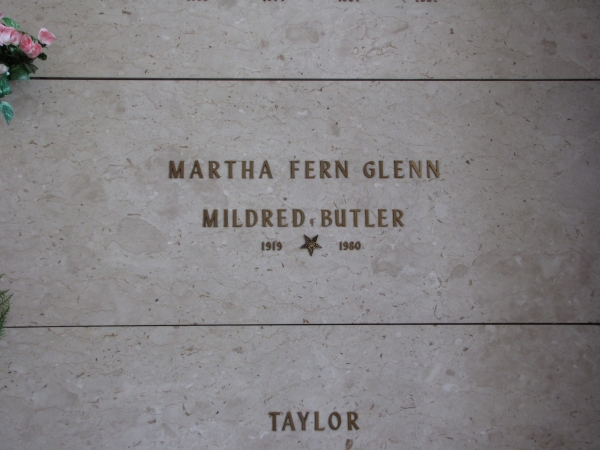 MARTHA FERN GLENN
MILDRED BUTLER
1919 1980
TAYLOR